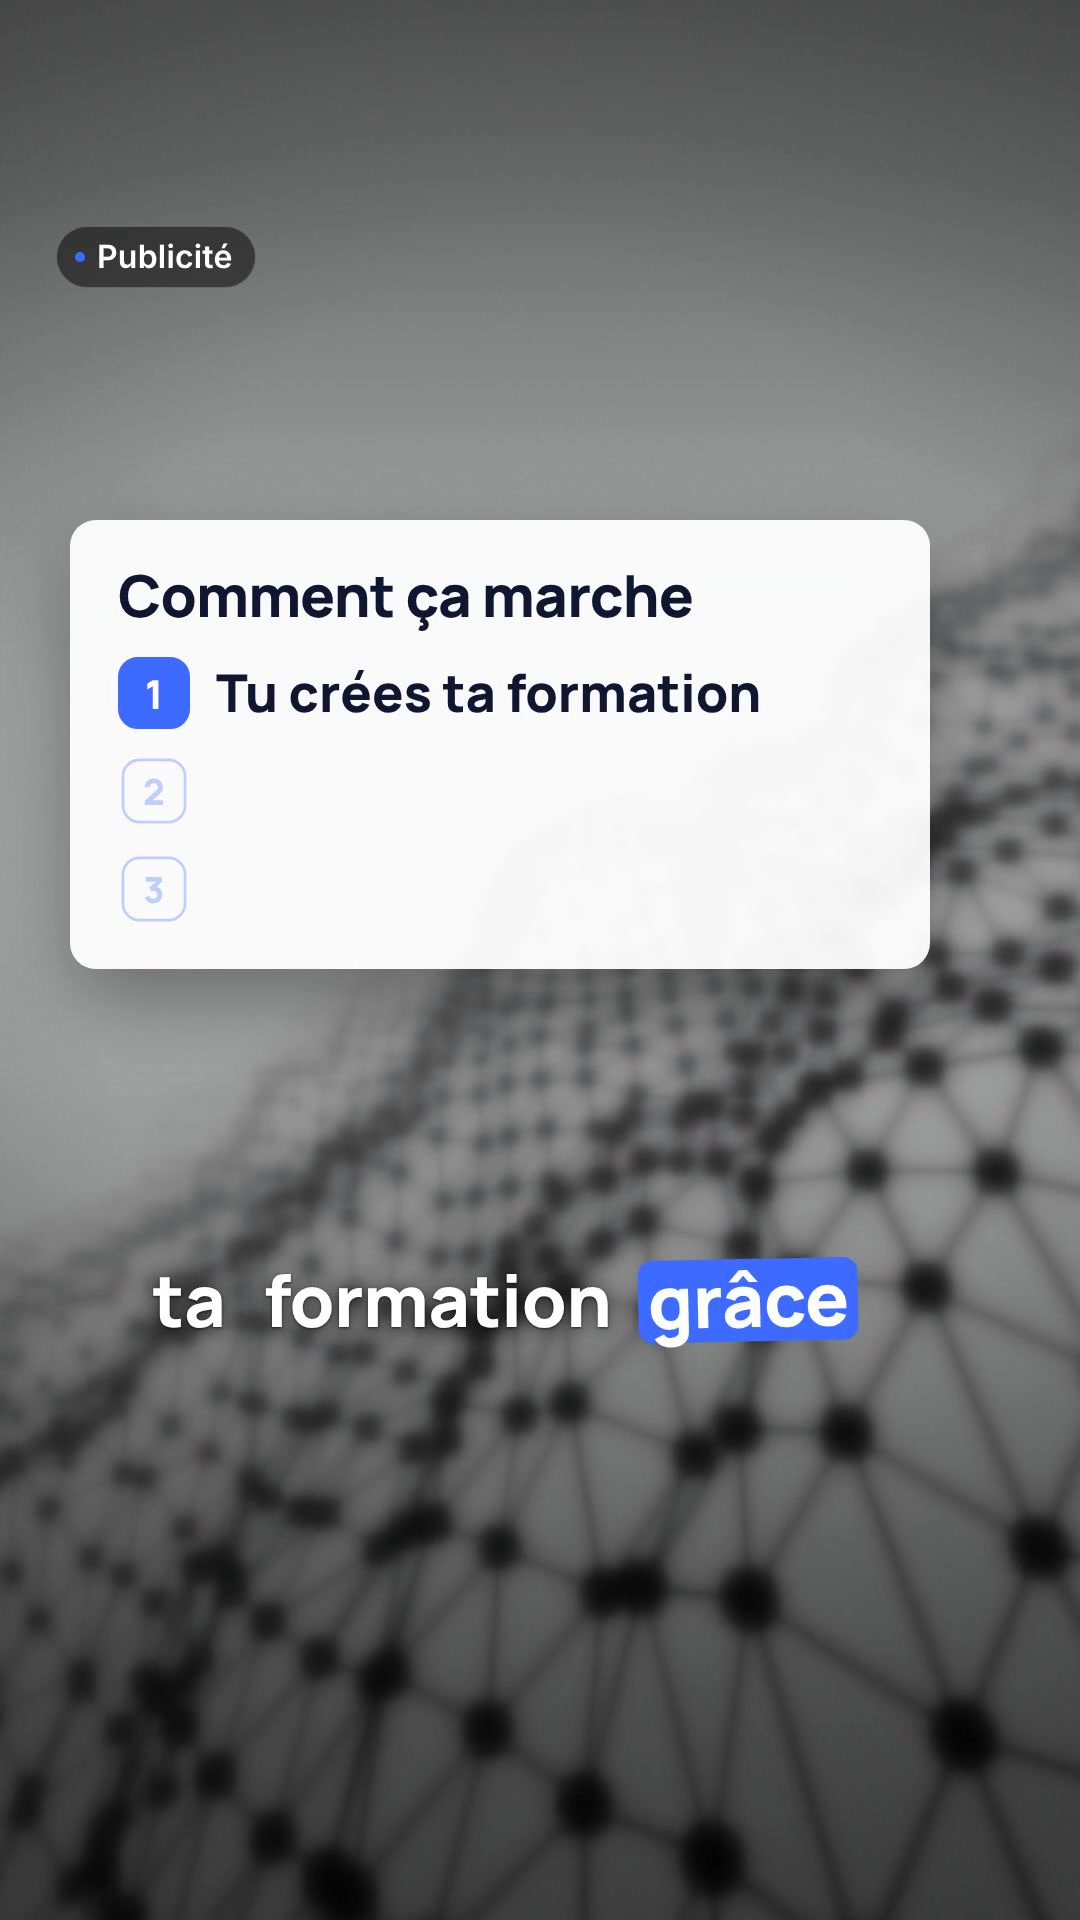 Publicité
Comment ça marche
1 Tu crées ta formation
2
3
ta formation grâce